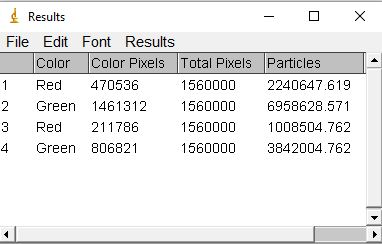 Results
File Edit Font Results
Color Color Pixels Total Pixels Particles
1 Red 470536 1560000 2240647.619
2 Green 1461312 1560000 6958628.571
3 Red 211786 1560000 1008504.762
4 Green 806821 1560000 3842004.762